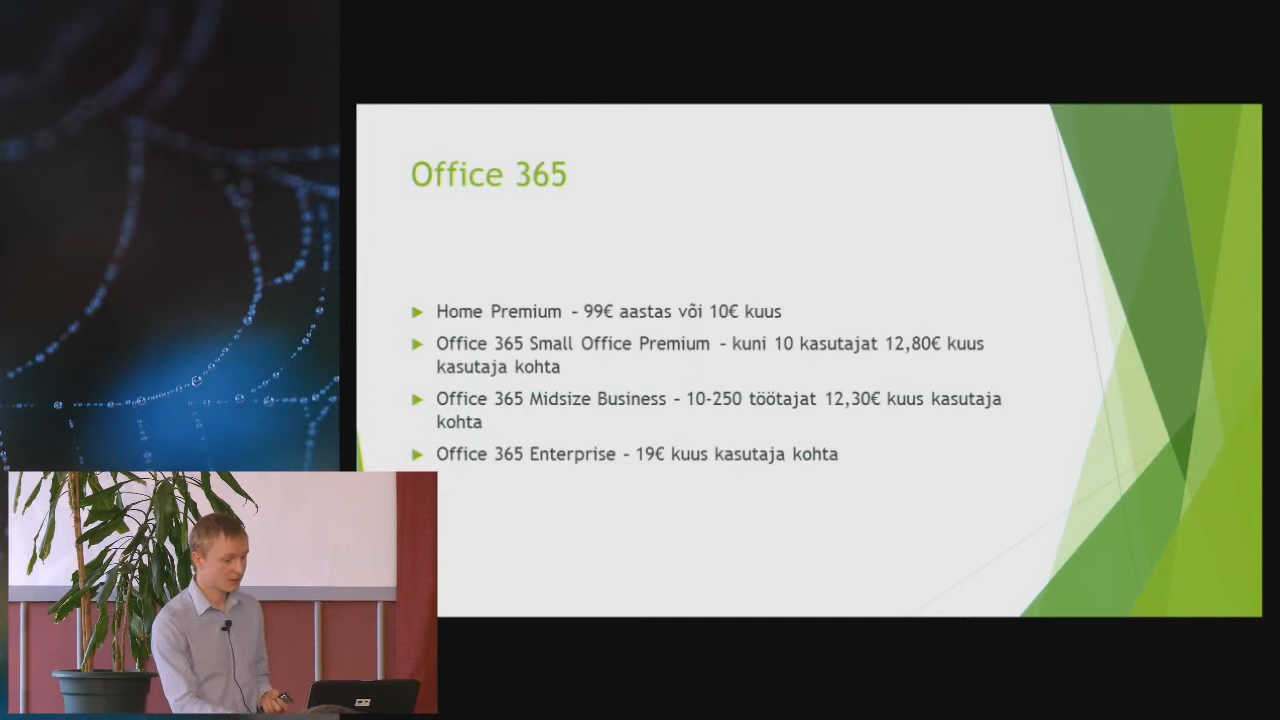 Office 365
Home Premium - 99€ aastas või 10€ kuus
Office 365 Small Office Premium - kuni 10 kasutajat 12,80€ kuus
kasutaja kohta
Office 365 Midsize Business - 10-250 töötajat 12,30€ kuus kasutaja
kohta
Office 365 Enterprise - 19€ kuus kasutaja kohta